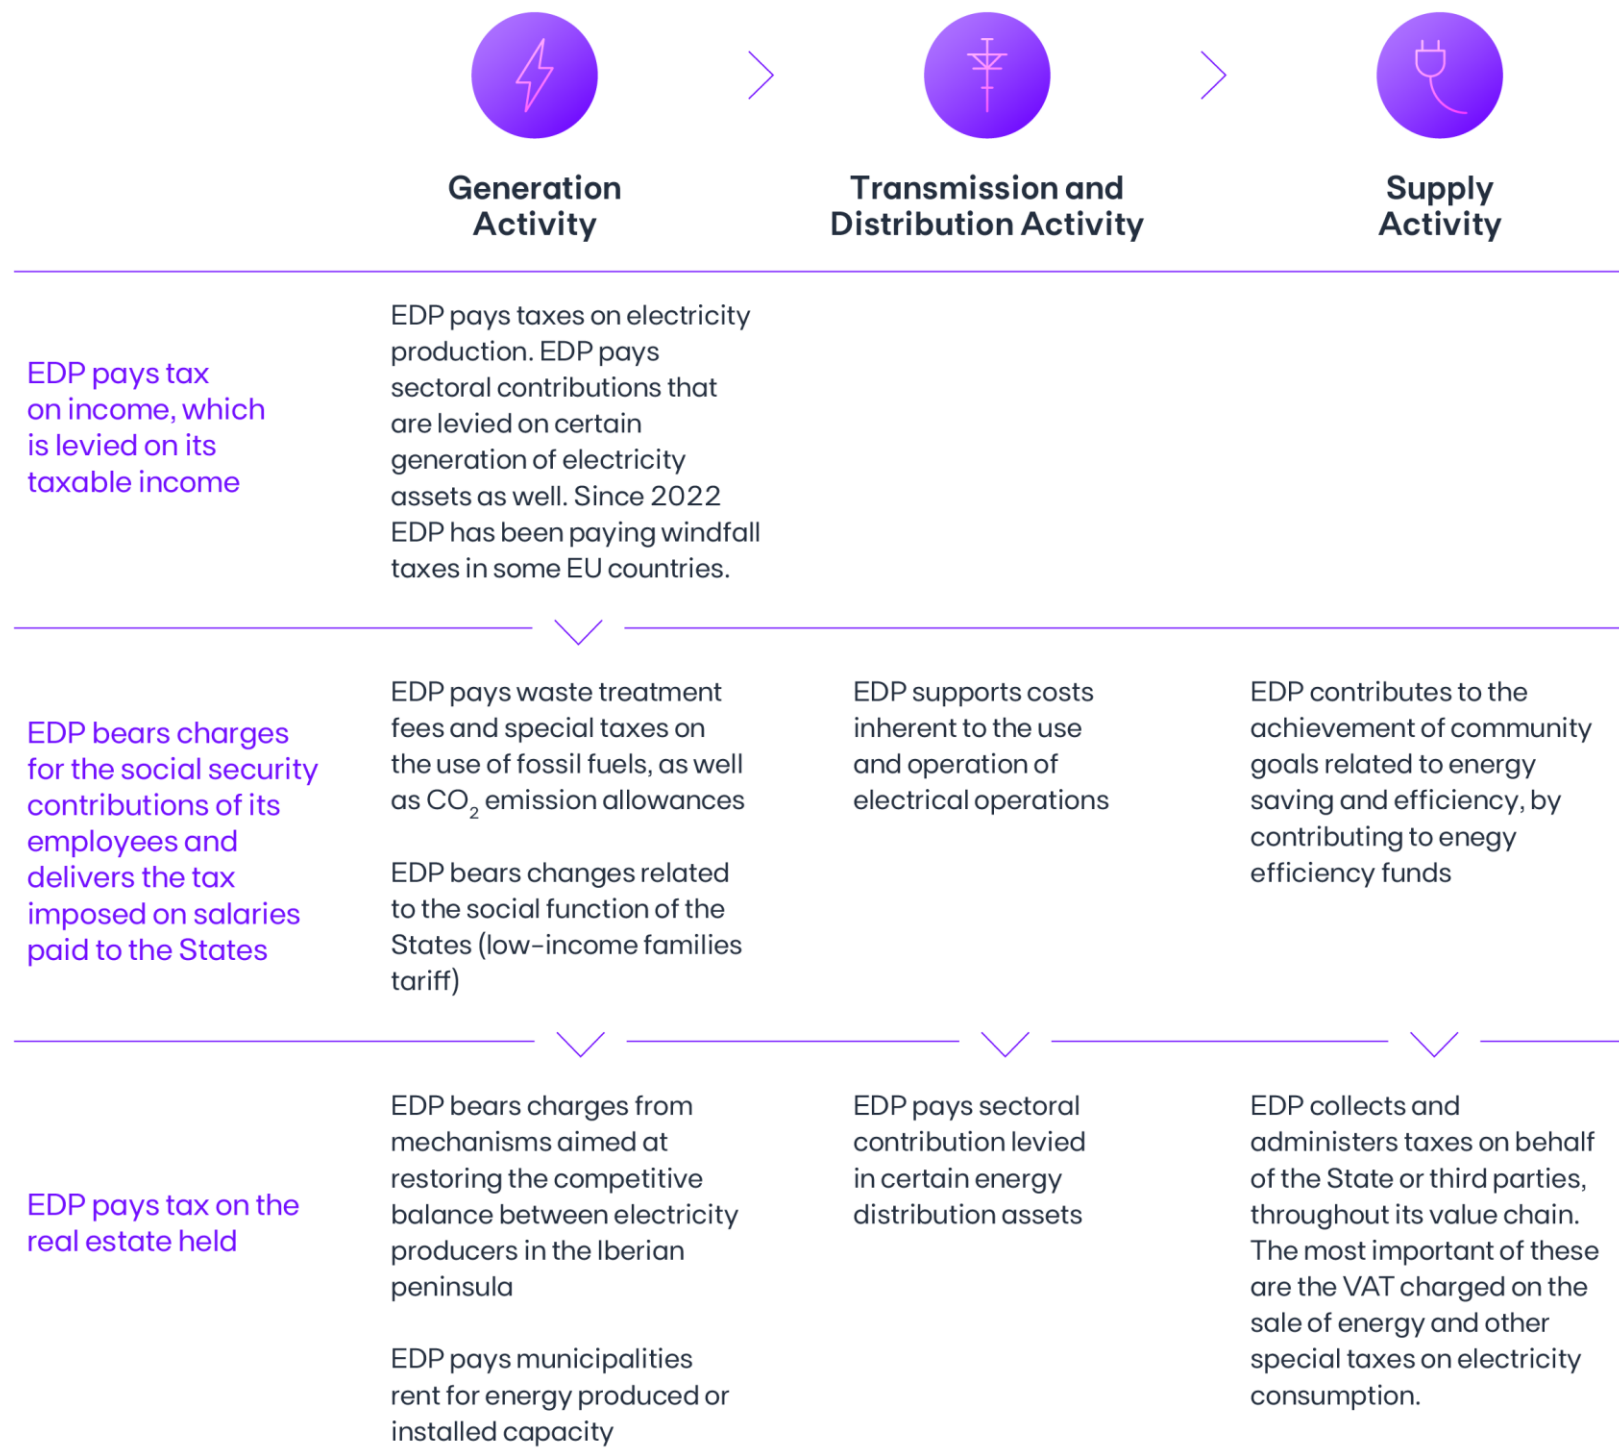 Generation
Activity
Transmission and
Distribution Activity
Supply
Activity
EDP pays tax
on income, which
is levied on its
taxable income
EDP pays taxes on electricity
production. EDP pays
sectoral contributions that
are levied on certain
generation of electricity
assets as well. Since 2022
EDP has been paying windfall
taxes in some EU countries.
EDP bears charges
for the social security
contributions of its
employees and
delivers the tax
imposed on salaries
paid to the States
EDP pays waste treatment
fees and special taxes on
the use of fossil fuels, as well
as CO₂ emission allowances
EDP bears changes related
to the social function of the
States (low-income families
tariff)
EDP supports costs
inherent to the use
and operation of
electrical operations
EDP contributes to the
achievement of community
goals related to energy
saving and efficiency, by
contributing to enegy
efficiency funds
EDP pays tax on the
real estate held
EDP bears charges from
mechanisms aimed at
restoring the competitive
balance between electricity
producers in the Iberian
peninsula
EDP pays municipalities
rent for energy produced or
installed capacity
EDP pays sectoral
contribution levied
in certain energy
distribution assets
EDP collects and
administers taxes on behalf
of the State or third parties,
throughout its value chain.
The most important of these
are the VAT charged on the
sale of energy and other
special taxes on electricity
consumption.